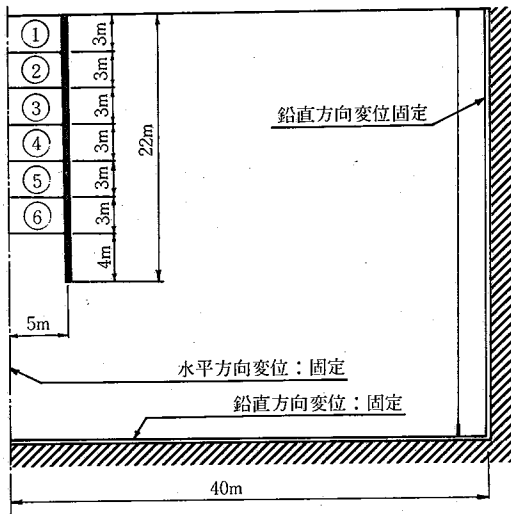 ①
②
③
④
⑤
⑥
3m
3m
3m
3m
3m
3m
4m
22m
鉛直方向変位固定
5m
水平方向変位：固定
鉛直方向変位：固定
40m